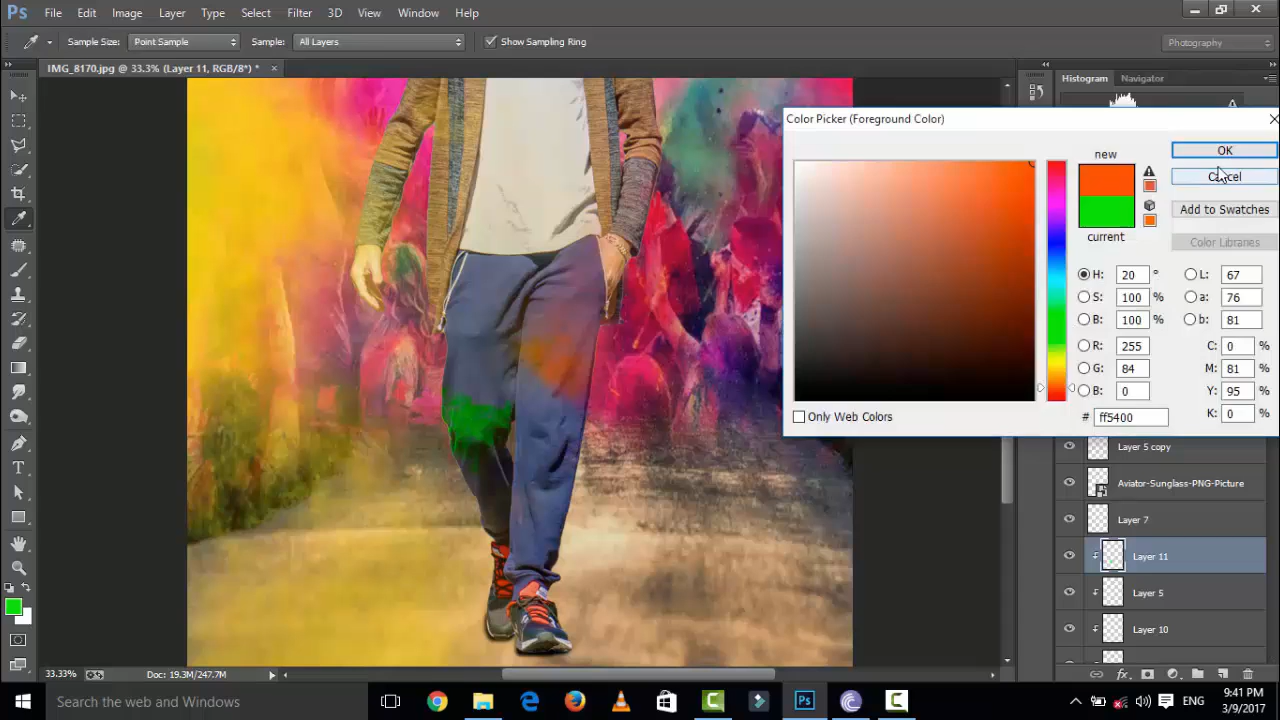 Ps File Edit Image Layer Type Select Filter 3D View Window Help
Sample Size: Point Sample Sample: All Layers Show Sampling Ring Photography
IMG_8170.jpg @ 33.3% (Layer 11, RGB/8*) * Histogram Navigator
Color Picker (Foreground Color)
new OK
Cancel
Add to Swatches
current Color Libraries
H: 20 ° L: 67
S: 100 % a: 76
B: 100 % b: 81
R: 255 C: 0 %
G: 84 M: 81 %
B: 0 Y: 95 %
Only Web Colors # ff5400 K: 0 %
Layer 5 copy
Aviator-Sunglass-PNG-Picture
Layer 7
Layer 11
Layer 5
Layer 10
33.33% Doc: 19.3M/247.7M
Search the web and Windows
ENG 9:41 PM
3/9/2017